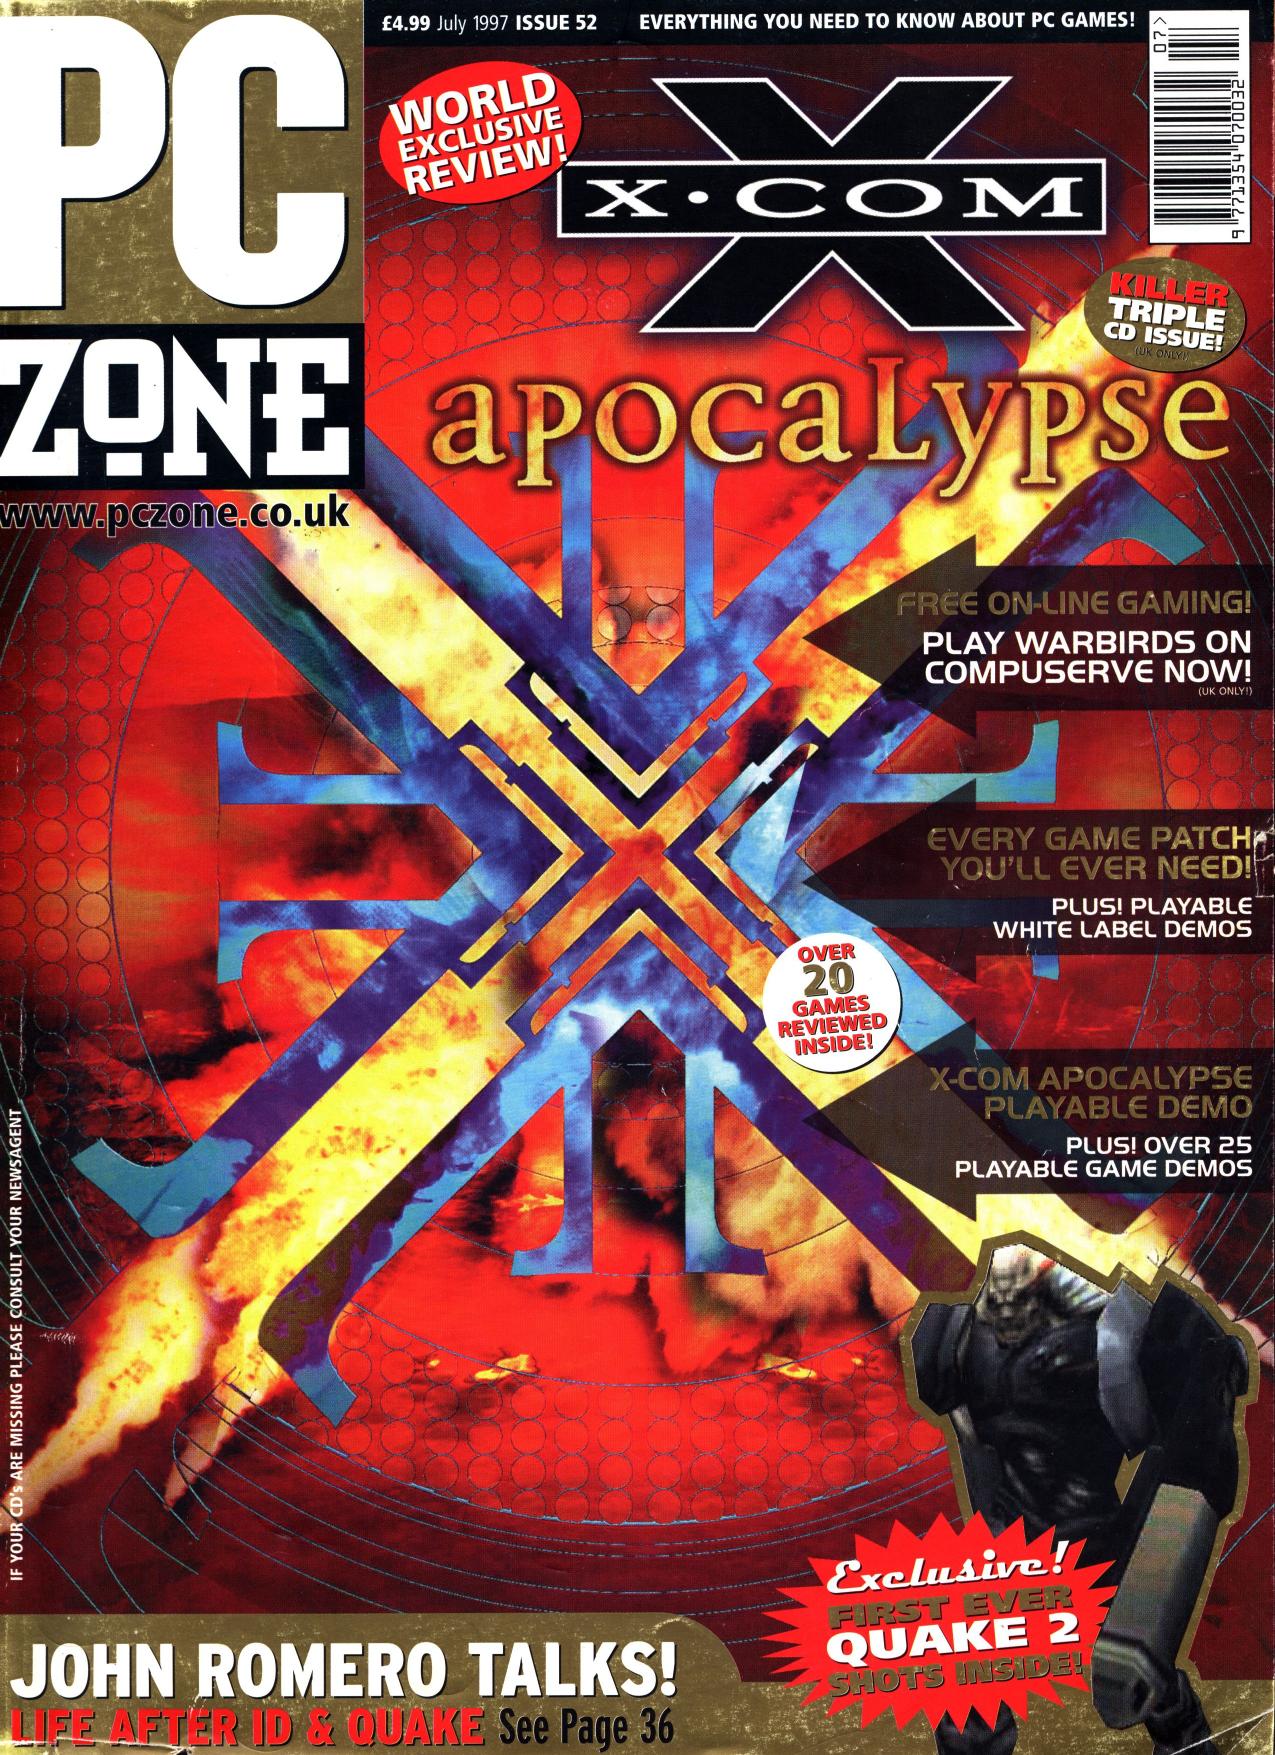 £4.99 July 1997 ISSUE 52 EVERYTHING YOU NEED TO KNOW ABOUT PC GAMES!
PC
ZONE
www.pczone.co.uk
WORLD
EXCLUSIVE
REVIEW!
X·COM
apocaLypse
07>
9 771354 070032
KILLER
TRIPLE
CD ISSUE!
(UK ONLY!)
FREE ON-LINE GAMING!
PLAY WARBIRDS ON
COMPUSERVE NOW!
(UK ONLY!)
EVERY GAME PATCH
YOU'LL EVER NEED!
PLUS! PLAYABLE
WHITE LABEL DEMOS
OVER
20
GAMES
REVIEWED
INSIDE!
X-COM APOCALYPSE
PLAYABLE DEMO
PLUS! OVER 25
PLAYABLE GAME DEMOS
IF YOUR CD's ARE MISSING PLEASE CONSULT YOUR NEWSAGENT
Exclusive!
FIRST EVER
QUAKE 2
SHOTS INSIDE!
JOHN ROMERO TALKS!
LIFE AFTER ID & QUAKE See Page 36